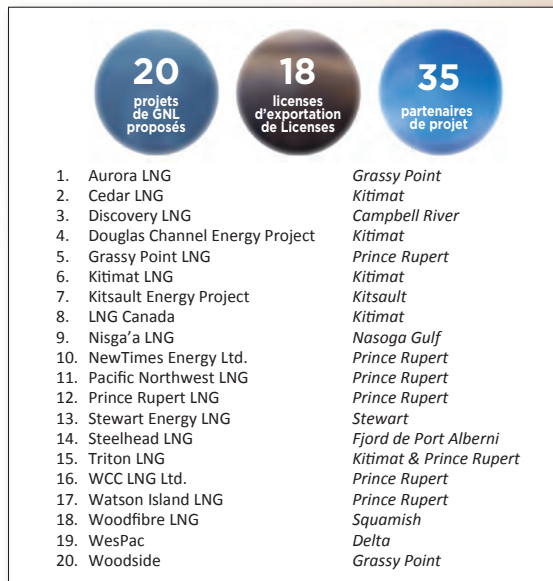 20
projets
de GNL
proposés
18
licenses
d'exportation
de Licenses
35
partenaires
de projet
1. Aurora LNG Grassy Point
2. Cedar LNG Kitimat
3. Discovery LNG Campbell River
4. Douglas Channel Energy Project Kitimat
5. Grassy Point LNG Prince Rupert
6. Kitimat LNG Kitimat
7. Kitsault Energy Project Kitsault
8. LNG Canada Kitimat
9. Nisga'a LNG Nasoga Gulf
10. NewTimes Energy Ltd. Prince Rupert
11. Pacific Northwest LNG Prince Rupert
12. Prince Rupert LNG Prince Rupert
13. Stewart Energy LNG Stewart
14. Steelhead LNG Fjord de Port Alberni
15. Triton LNG Kitimat & Prince Rupert
16. WCC LNG Ltd. Prince Rupert
17. Watson Island LNG Prince Rupert
18. Woodfibre LNG Squamish
19. WesPac Delta
20. Woodside Grassy Point